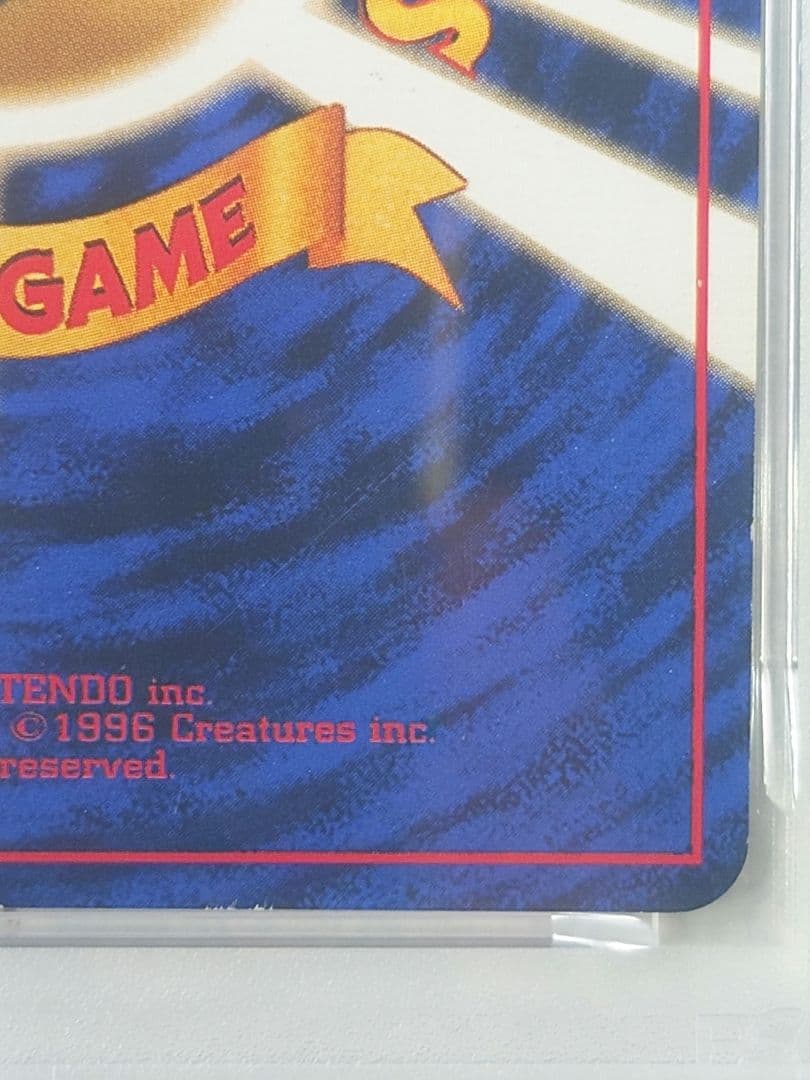 S
GAME
TENDO inc.
©1996 Creatures inc.
reserved.